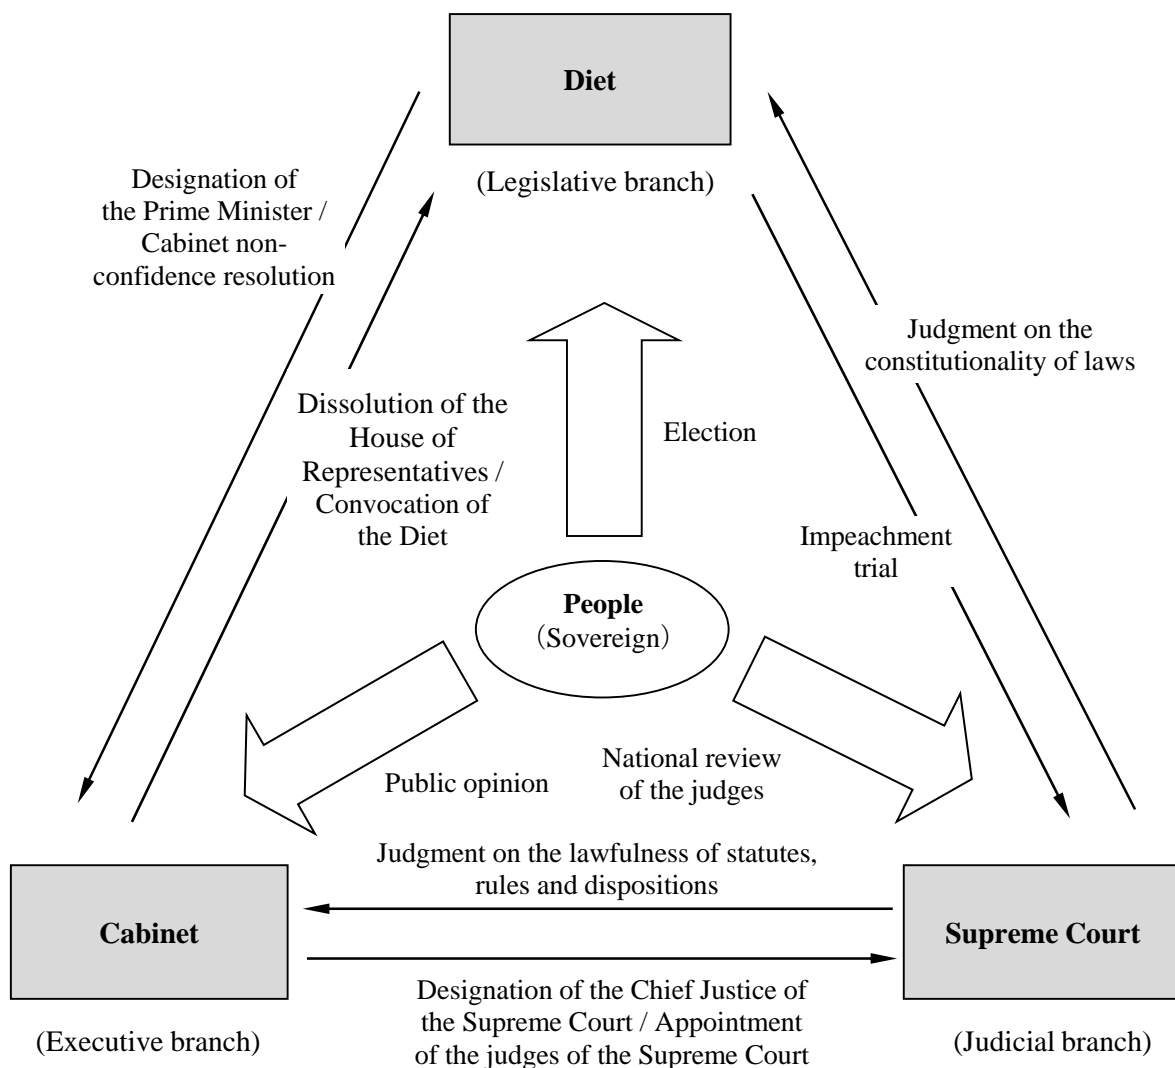 Diet
(Legislative branch)
Designation of
the Prime Minister /
Cabinet non-
confidence resolution
Judgment on the
constitutionality of laws
Dissolution of the
House of
Representatives /
Convocation of
the Diet
Election
Impeachment
trial
People
（Sovereign）
National review
of the judges
Public opinion
Judgment on the lawfulness of statutes,
rules and dispositions
Cabinet
Supreme Court
Designation of the Chief Justice of
the Supreme Court / Appointment
of the judges of the Supreme Court
(Executive branch)
(Judicial branch)